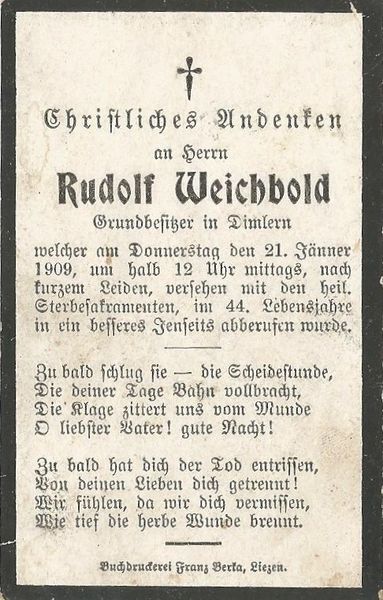 Christliches Andenken
an Herrn
Rudolf Weichbold
Grundbesitzer in Dimlern
welcher am Donnerstag den 21. Jänner
1909, um halb 12 Uhr mittags, nach
kurzem Leiden, versehen mit den heil.
Sterbesakramenten, im 44. Lebensjahre
in ein besseres Jenseits abberufen wurde.
Zu bald schlug sie — die Scheidestunde,
Die deiner Tage Bahn vollbracht,
Die Klage zittert uns vom Munde
O liebster Vater! gute Nacht!
Zu bald hat dich der Tod entrissen,
Von deinen Lieben dich getrennt!
Wir fühlen, da wir dich vermissen,
Wie tief die herbe Wunde brennt.
Buchdruckerei Franz Berka, Liezen.